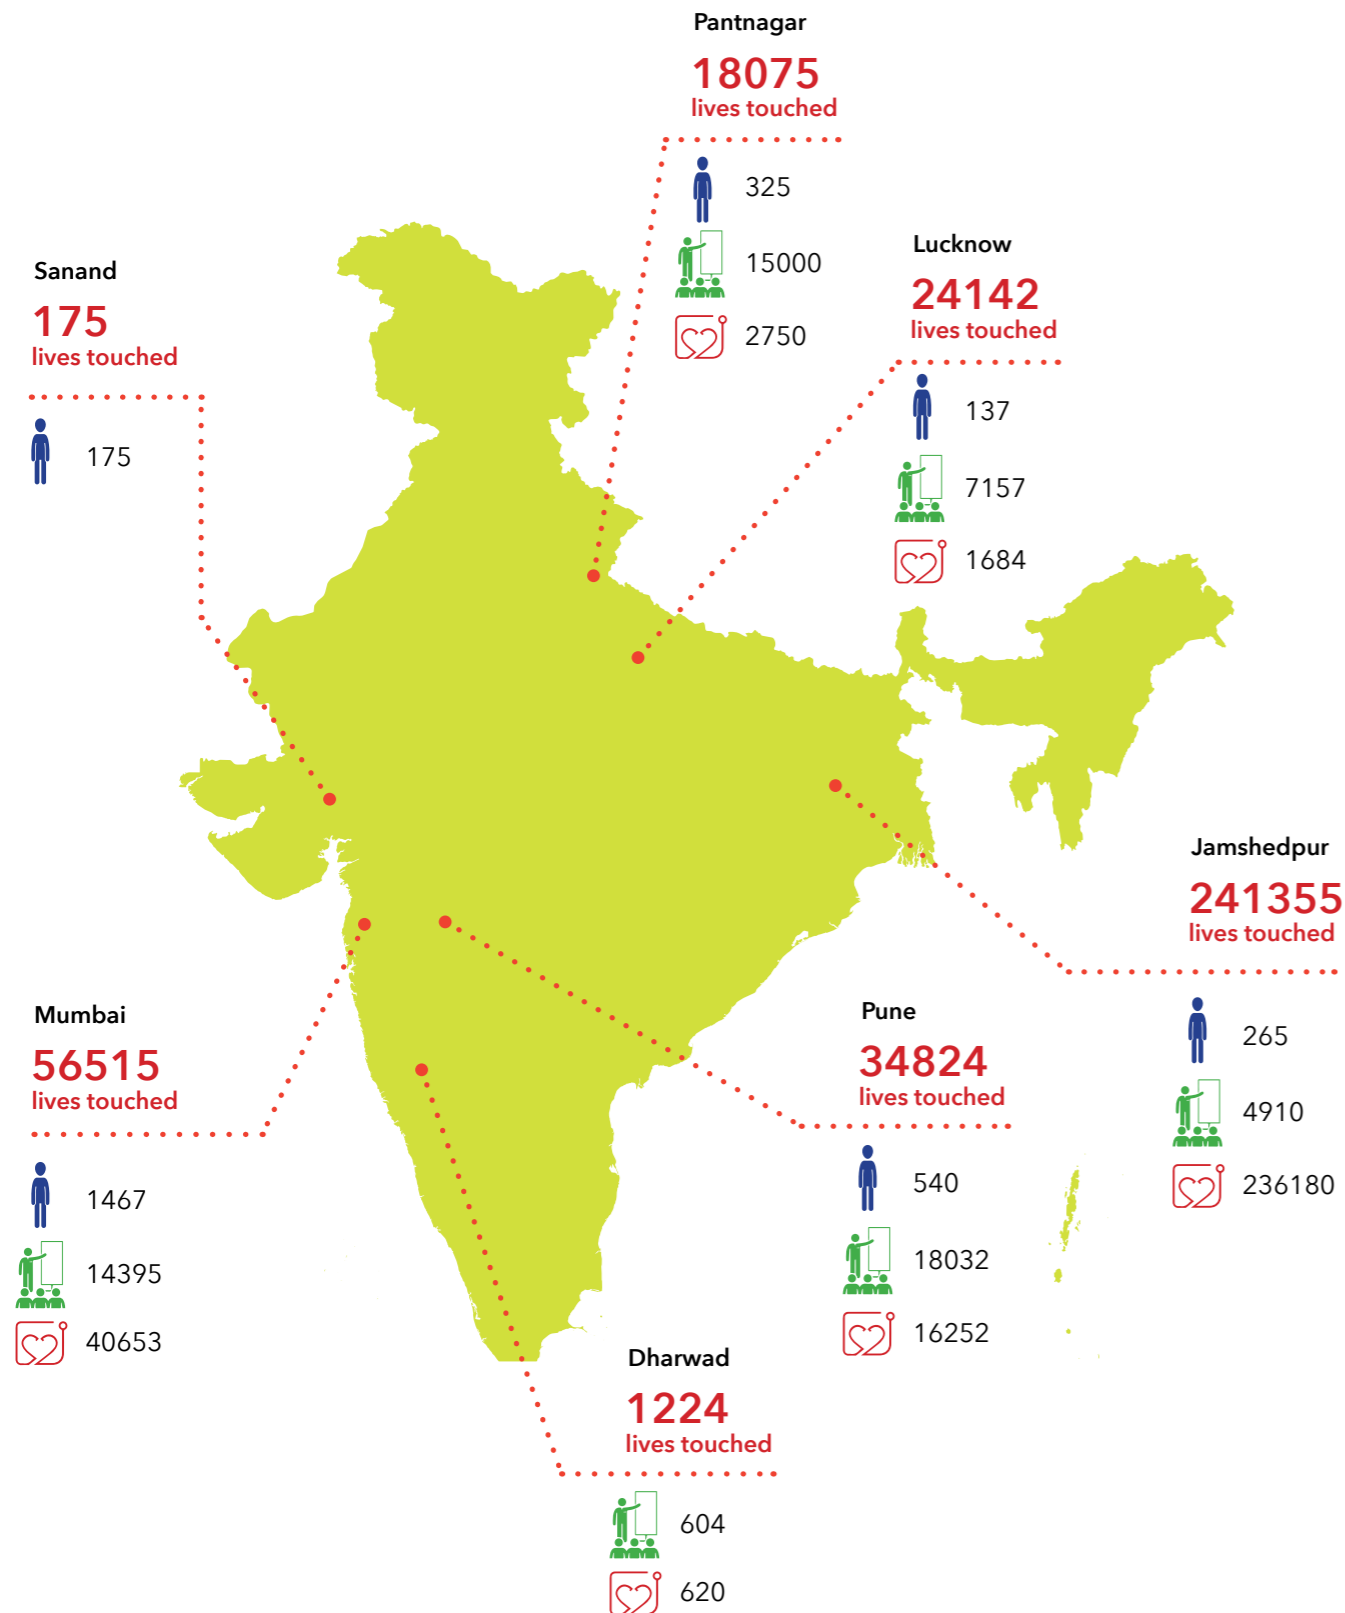 Pantnagar
18075
lives touched
325
15000
2750
Lucknow
24142
lives touched
137
7157
1684
Sanand
175
lives touched
175
Jamshedpur
241355
lives touched
265
4910
236180
Mumbai
56515
lives touched
1467
14395
40653
Pune
34824
lives touched
540
18032
16252
Dharwad
1224
lives touched
604
620